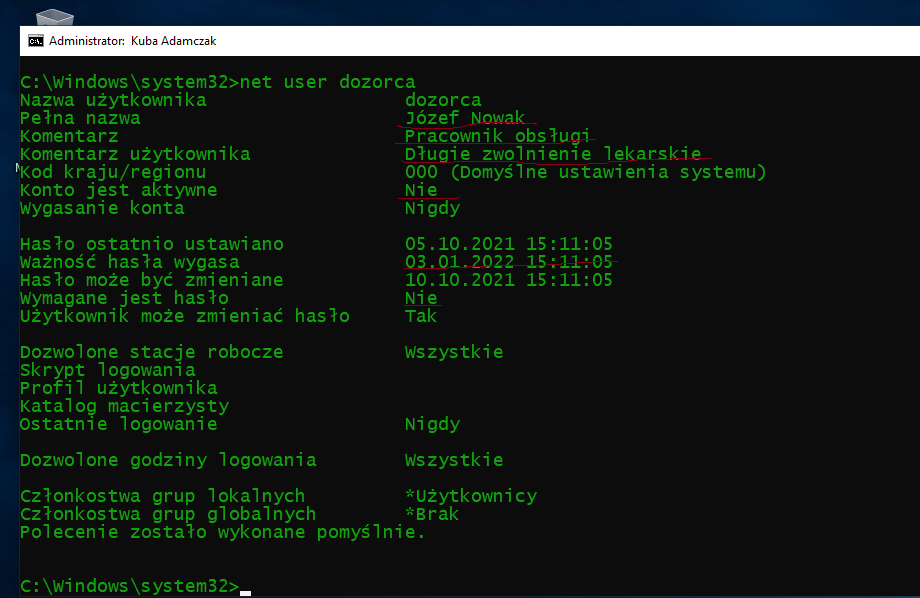 Administrator: Kuba Adamczak
C:\Windows\system32>net user dozorca
Nazwa użytkownika dozorca
Pełna nazwa Józef Nowak
Komentarz Pracownik obsługi
Komentarz użytkownika Długie zwolnienie lekarskie
Kod kraju/regionu 000 (Domyślne ustawienia systemu)
Konto jest aktywne Nie
Wygasanie konta Nigdy
Hasło ostatnio ustawiano 05.10.2021 15:11:05
Ważność hasła wygasa 03.01.2022 15:11:05
Hasło może być zmieniane 10.10.2021 15:11:05
Wymagane jest hasło Nie
Użytkownik może zmieniać hasło Tak
Dozwolone stacje robocze Wszystkie
Skrypt logowania
Profil użytkownika
Katalog macierzysty
Ostatnie logowanie Nigdy
Dozwolone godziny logowania Wszystkie
Członkostwa grup lokalnych *Użytkownicy
Członkostwa grup globalnych *Brak
Polecenie zostało wykonane pomyślnie.
C:\Windows\system32>